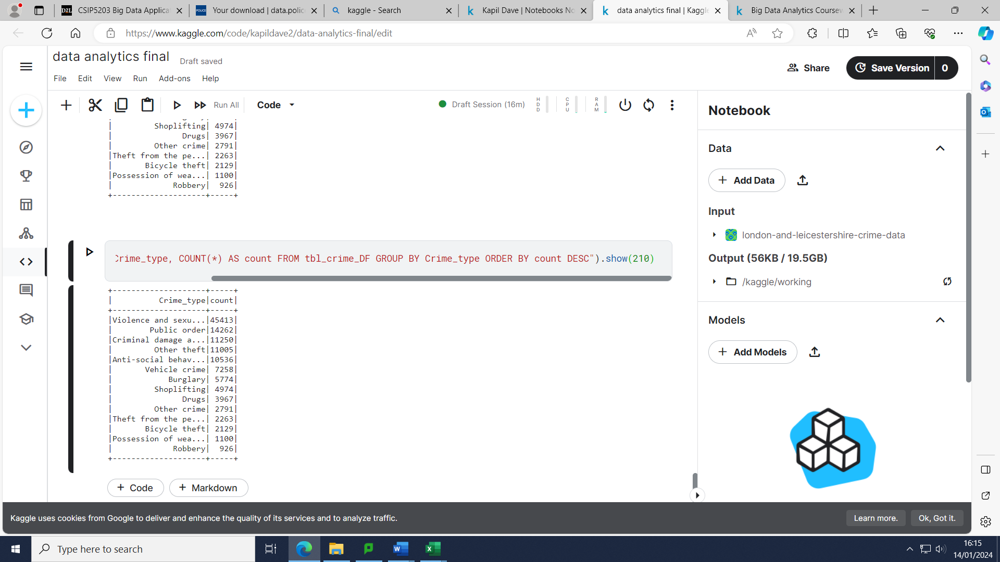 CSIP5203 Big Data Applicat
Your download | data.polic
kaggle - Search
Kapil Dave | Notebooks No
data analytics final | Kaggle
Big Data Analytics Coursew
https://www.kaggle.com/code/kapildave2/data-analytics-final/edit
data analytics final
Draft saved
Share
Save Version
0
File Edit View Run Add-ons Help
Run All
Code
Draft Session (16m)
HDD
CPU
RAM
| Shoplifting| 4974|
| Drugs| 3967|
| Other crime| 2791|
|Theft from the pe...| 2263|
| Bicycle theft| 2129|
|Possession of wea...| 1100|
| Robbery| 926|
+--------------------+-----+
Crime_type, COUNT(*) AS count FROM tbl_crime_DF GROUP BY Crime_type ORDER BY count DESC").show(210)
+--------------------+-----+
| Crime_type|count|
+--------------------+-----+
|Violence and sexu...|45413|
| Public order|14262|
|Criminal damage a...|11250|
| Other theft|11005|
|Anti-social behav...|10536|
| Vehicle crime| 7258|
| Burglary| 5774|
| Shoplifting| 4974|
| Drugs| 3967|
| Other crime| 2791|
|Theft from the pe...| 2263|
| Bicycle theft| 2129|
|Possession of wea...| 1100|
| Robbery| 926|
+--------------------+-----+
+ Code
+ Markdown
Notebook
Data
+ Add Data
Input
london-and-leicestershire-crime-data
Output (56KB / 19.5GB)
/kaggle/working
Models
+ Add Models
Kaggle uses cookies from Google to deliver and enhance the quality of its services and to analyze traffic.
Learn more.
Ok, Got it.
Type here to search
16:15
14/01/2024